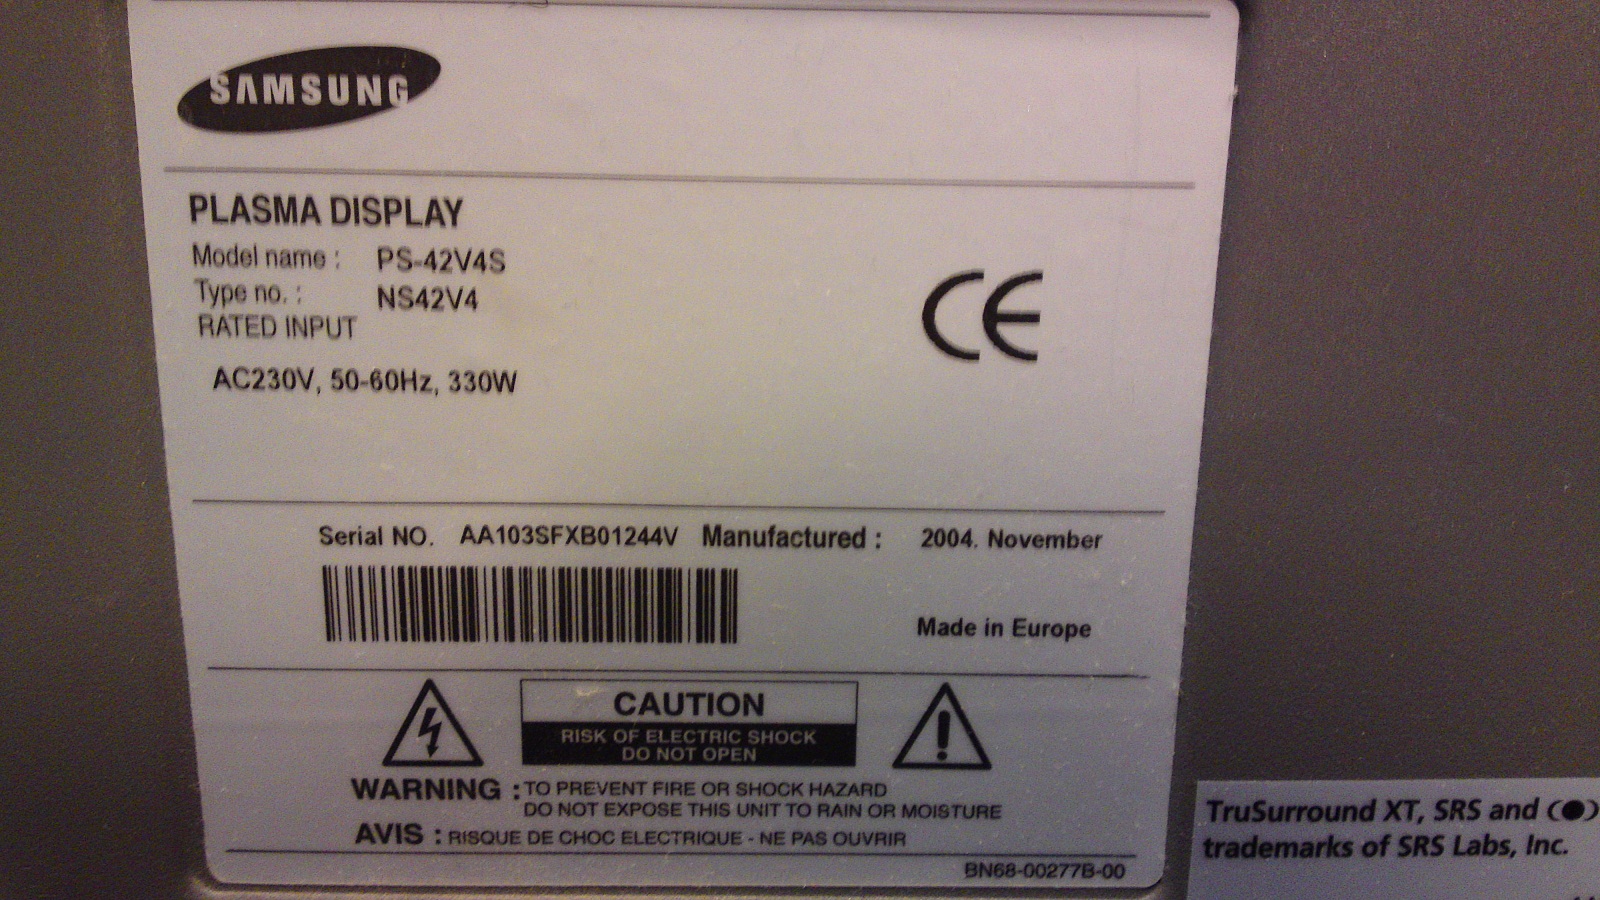 SAMSUNG
PLASMA DISPLAY
Model name : PS-42V4S
Type no. : NS42V4
RATED INPUT
AC230V, 50-60Hz, 330W
CE
Serial NO. AA103SFXB01244V Manufactured : 2004. November
Made in Europe
CAUTION
RISK OF ELECTRIC SHOCK
DO NOT OPEN
WARNING : TO PREVENT FIRE OR SHOCK HAZARD
DO NOT EXPOSE THIS UNIT TO RAIN OR MOISTURE
AVIS : RISQUE DE CHOC ELECTRIQUE - NE PAS OUVRIR
BN68-00277B-00
TruSurround XT, SRS and (●)
trademarks of SRS Labs, Inc.